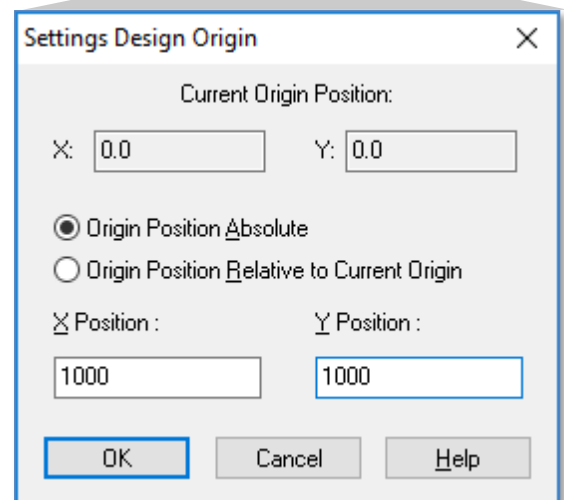 Settings Design Origin
Current Origin Position:
X: 0.0 Y: 0.0
Origin Position Absolute
Origin Position Relative to Current Origin
X Position : Y Position :
1000 1000
OK Cancel Help